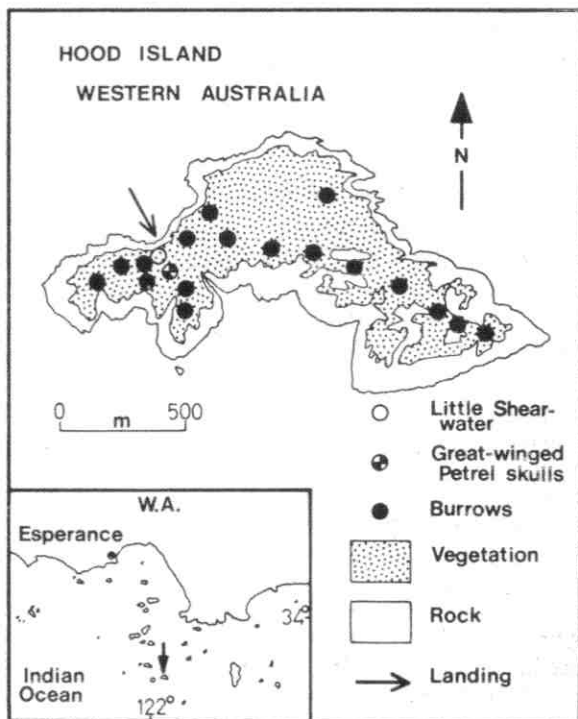 HOOD ISLAND
WESTERN AUSTRALIA
N
0 m 500
Little Shear-
water
Great-winged
Petrel skulls
Burrows
Vegetation
Rock
Landing
W.A.
Esperance
34°
Indian
Ocean
122°